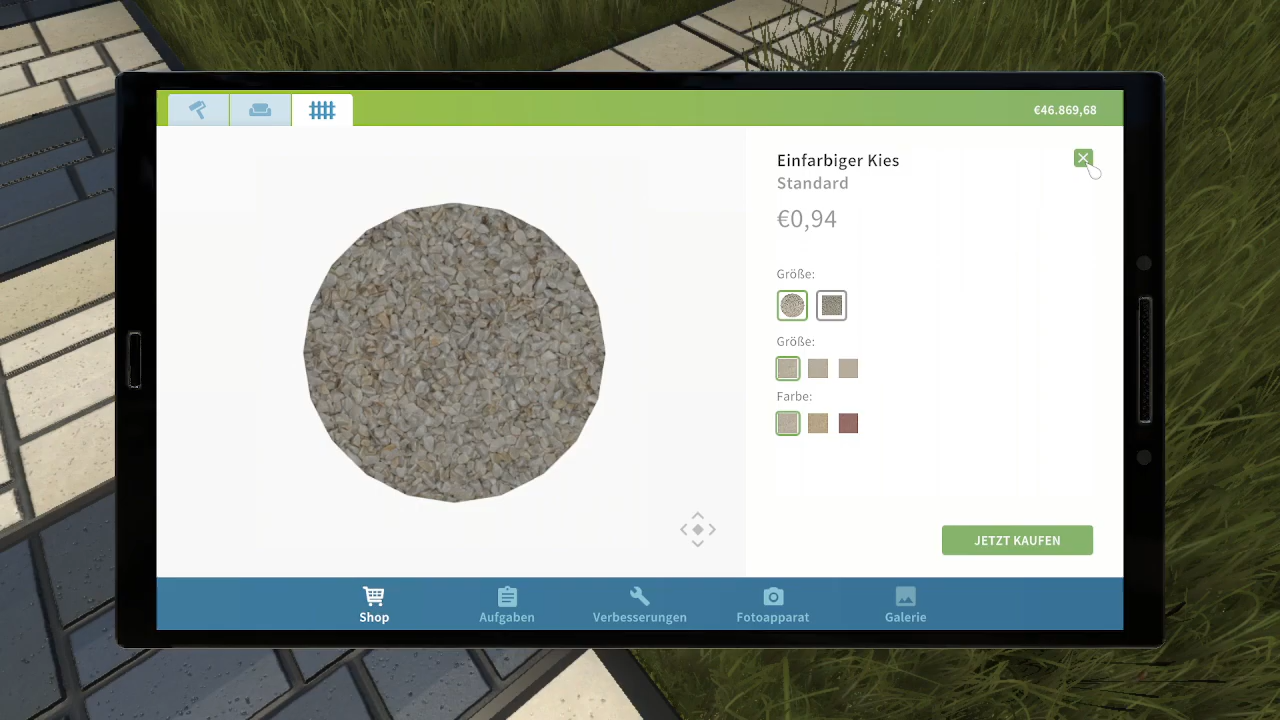 €46.869,68
Einfarbiger Kies
Standard
€0,94
Größe:
Größe:
Farbe:
JETZT KAUFEN
Shop
Aufgaben
Verbesserungen
Fotoapparat
Galerie